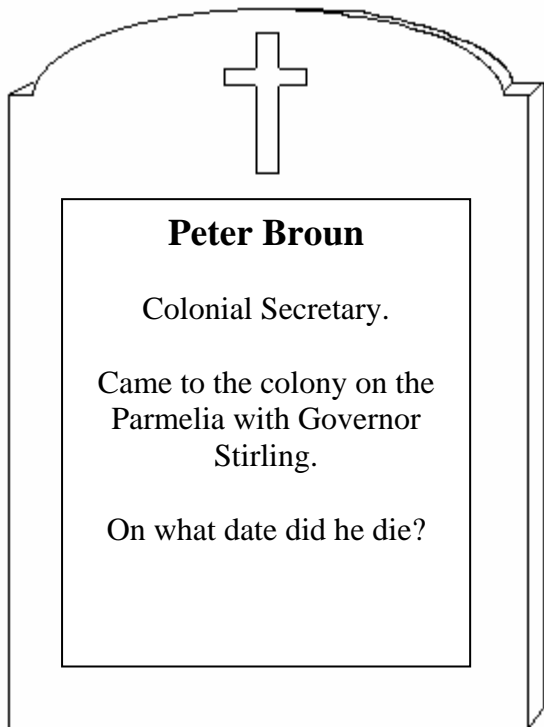 Peter Broun
Colonial Secretary.
Came to the colony on the
Parmelia with Governor
Stirling.
On what date did he die?